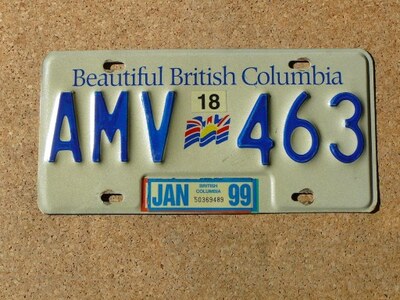 Beautiful British Columbia
18
AMV 463
JAN BRITISH COLUMBIA 99
50369489